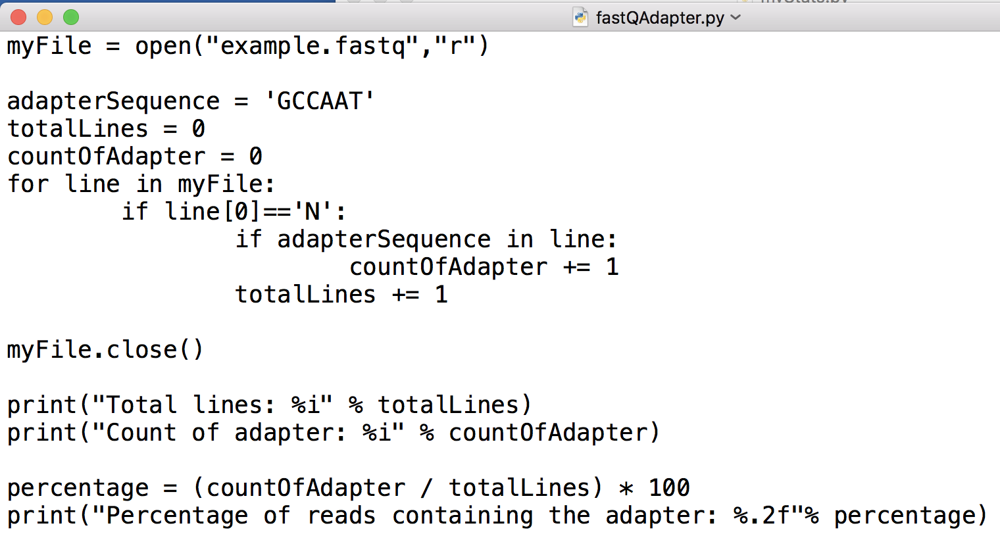 fastQAdapter.py
myFile = open("example.fastq","r")
adapterSequence = 'GCCAAT'
totalLines = 0
countOfAdapter = 0
for line in myFile:
if line[0]=='N':
if adapterSequence in line:
countOfAdapter += 1
totalLines += 1
myFile.close()
print("Total lines: %i" % totalLines)
print("Count of adapter: %i" % countOfAdapter)
percentage = (countOfAdapter / totalLines) * 100
print("Percentage of reads containing the adapter: %.2f"% percentage)